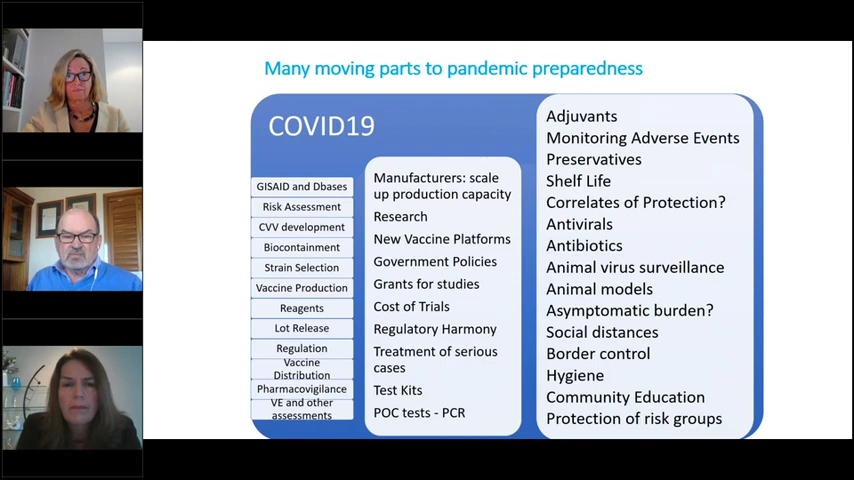 Many moving parts to pandemic preparedness
COVID19
GISAID and Dbases
Risk Assessment
CVV development
Biocontainment
Strain Selection
Vaccine Production
Reagents
Lot Release
Regulation
Vaccine
Distribution
Pharmacovigilance
VE and other
assessments
Manufacturers: scale
up production capacity
Research
New Vaccine Platforms
Government Policies
Grants for studies
Cost of Trials
Regulatory Harmony
Treatment of serious
cases
Test Kits
POC tests - PCR
Adjuvants
Monitoring Adverse Events
Preservatives
Shelf Life
Correlates of Protection?
Antivirals
Antibiotics
Animal virus surveillance
Animal models
Asymptomatic burden?
Social distances
Border control
Hygiene
Community Education
Protection of risk groups